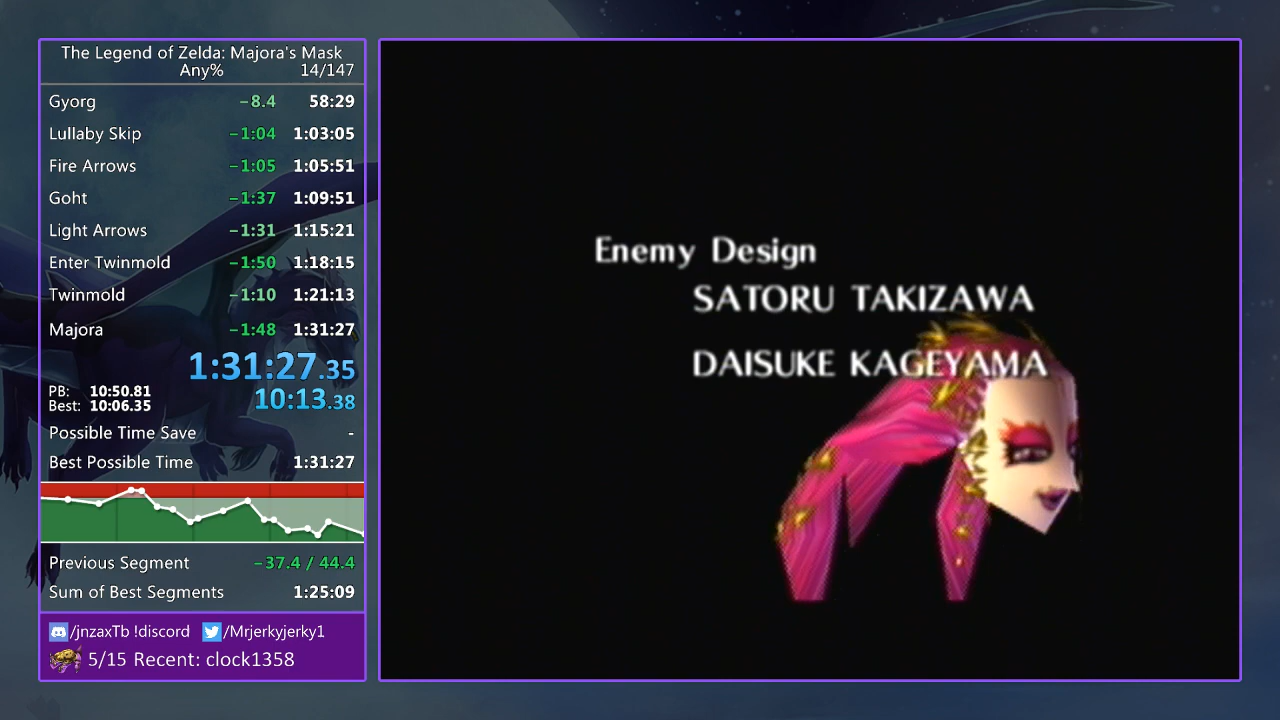 The Legend of Zelda: Majora's Mask
Any% 14/147
Gyorg −8.4 58:29
Lullaby Skip −1:04 1:03:05
Fire Arrows −1:05 1:05:51
Goht −1:37 1:09:51
Light Arrows −1:31 1:15:21
Enter Twinmold −1:50 1:18:15
Twinmold −1:10 1:21:13
Majora −1:48 1:31:27
1:31:27.35
PB: 10:50.81
Best: 10:06.35
10:13.38
Possible Time Save -
Best Possible Time 1:31:27
Previous Segment −37.4 / 44.4
Sum of Best Segments 1:25:09
/jnzaxTb !discord /Mrjerkyjerky1
5/15 Recent: clock1358
Enemy Design
SATORU TAKIZAWA
DAISUKE KAGEYAMA